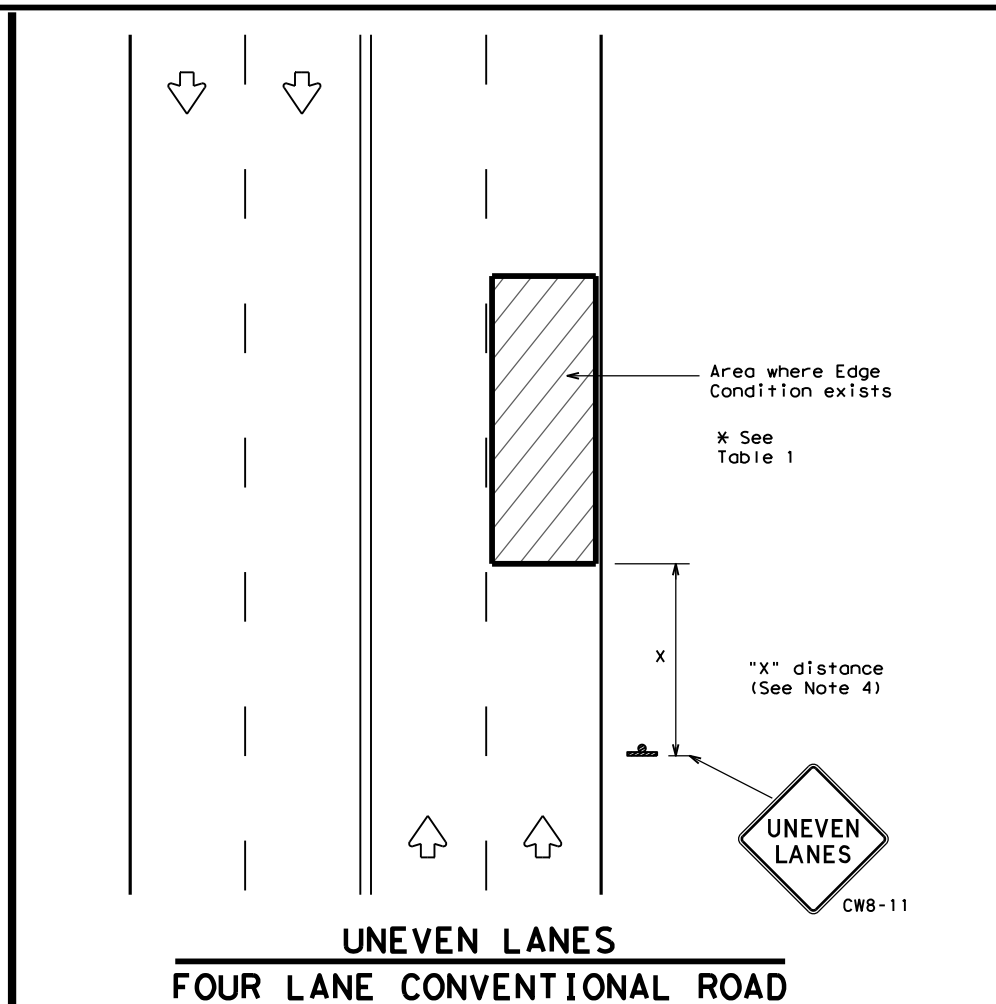 Area where Edge
Condition exists
* See
Table 1
X
"X" distance
(See Note 4)
UNEVEN
LANES
CW8-11
UNEVEN LANES
FOUR LANE CONVENTIONAL ROAD